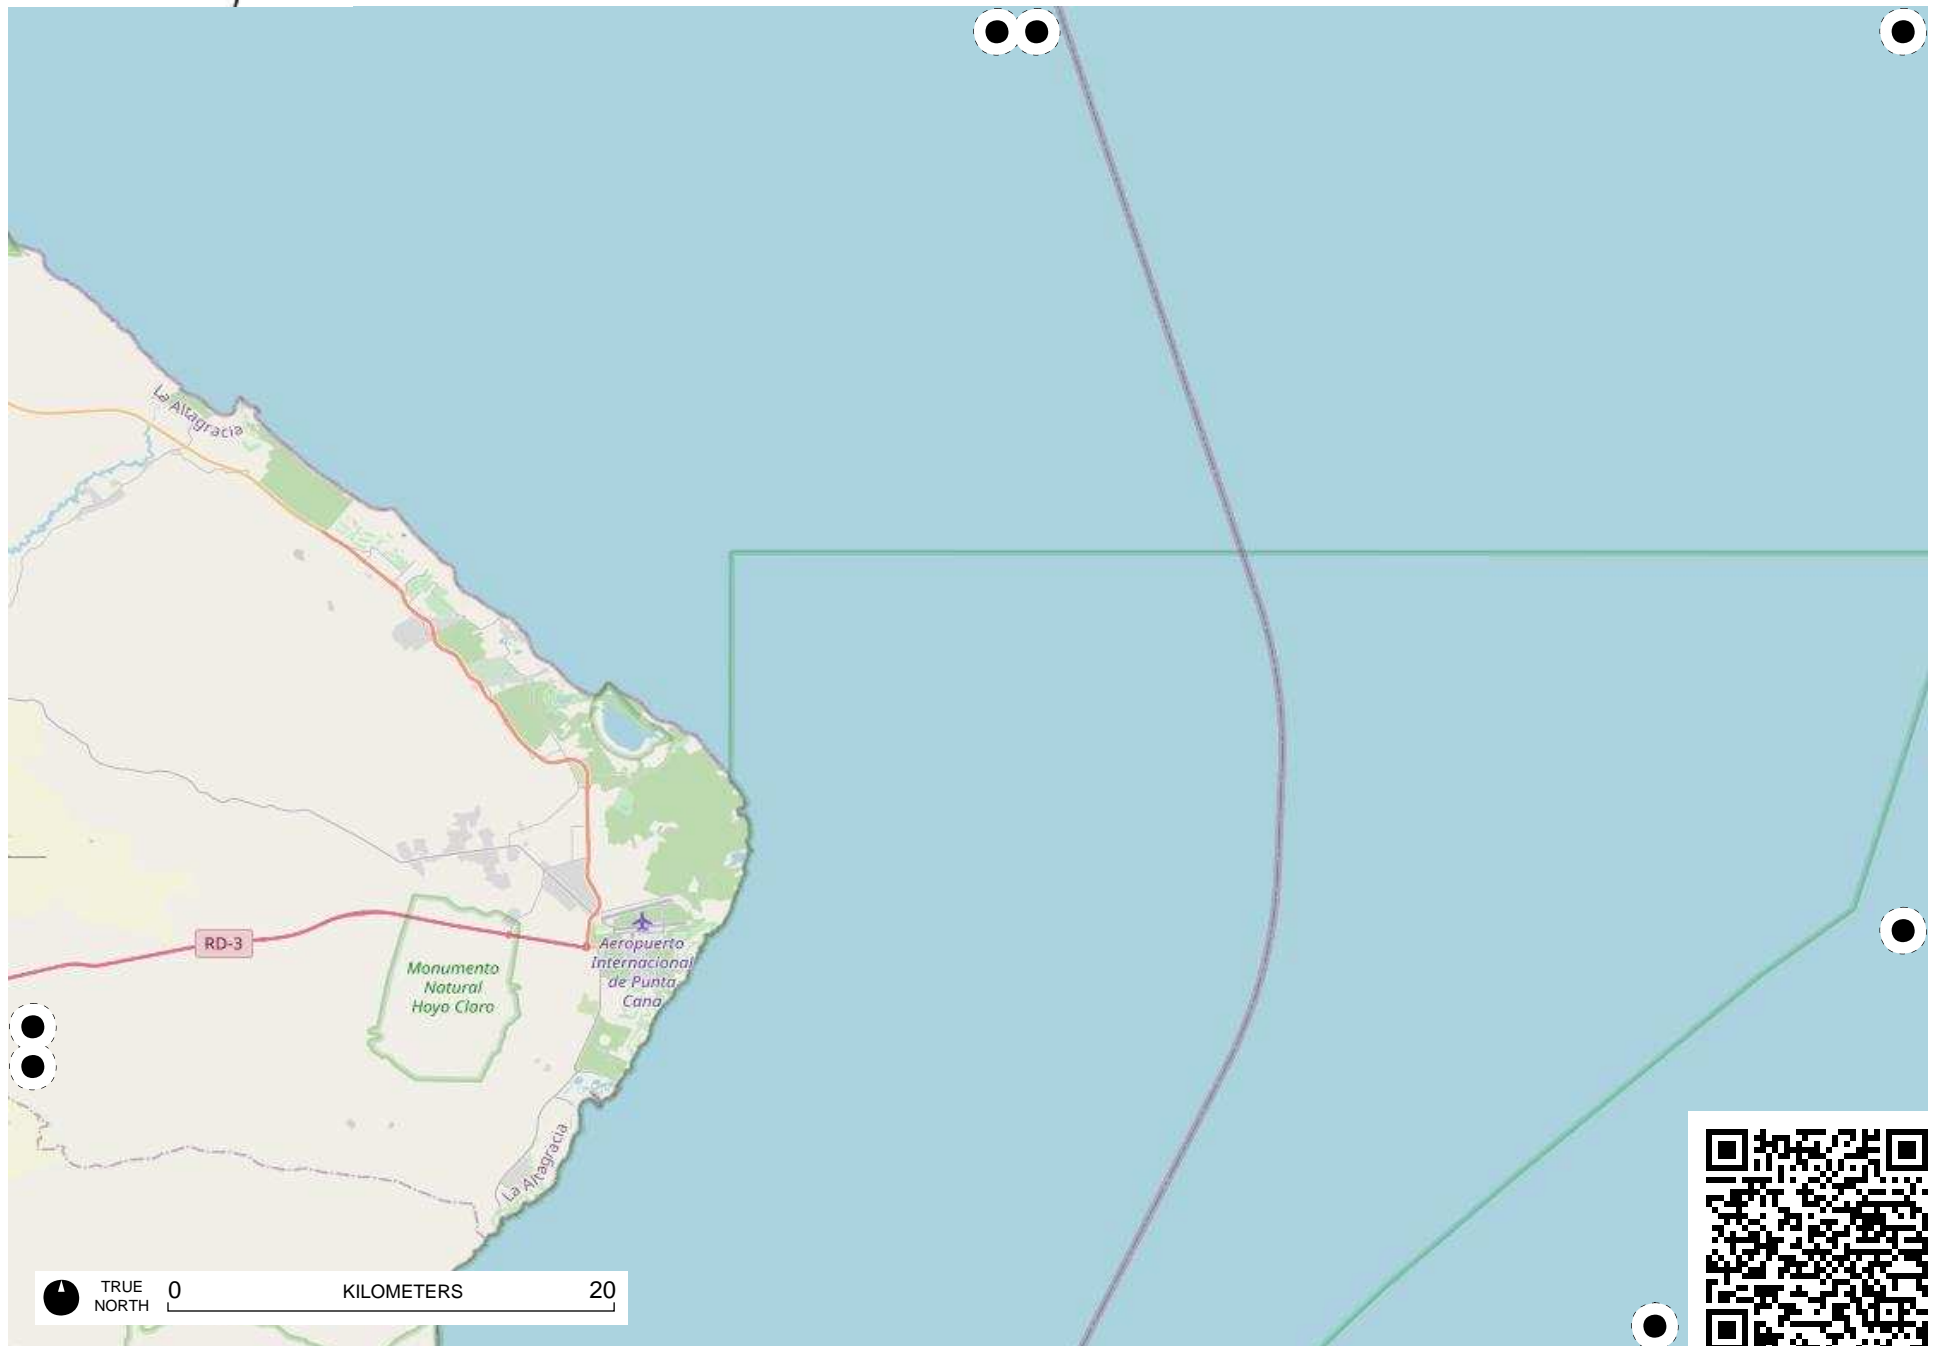 La Altagracia
RD-3
Aeropuerto
Internacional
de Punta
Cana
Monumento
Natural
Hoyo Claro
La Altagracia
TRUE
NORTH
0 KILOMETERS 20